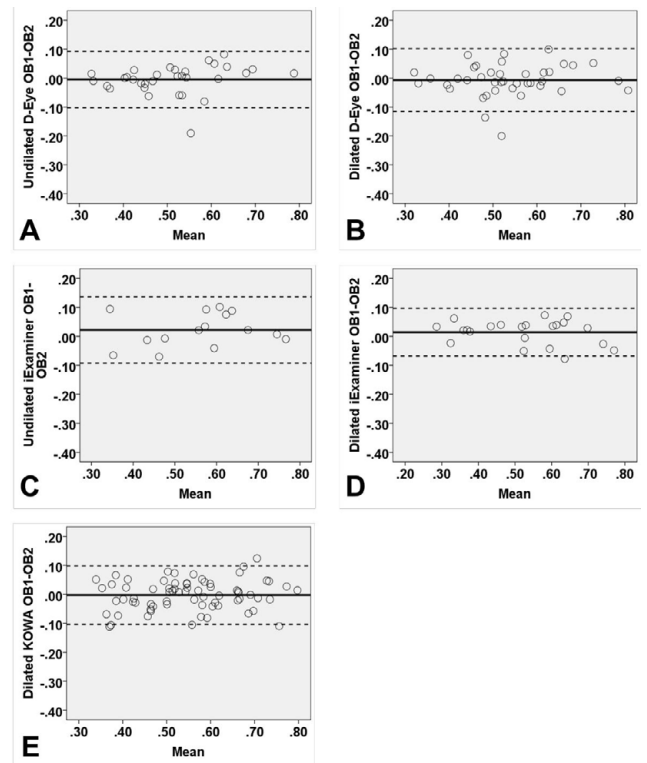 .20
.10
.00
-.10
-.20
-.30
-.40
Undilated D-Eye OB1-OB2
.30 .40 .50 .60 .70 .80
Mean
A
.20
.10
.00
-.10
-.20
-.30
-.40
Dilated D-Eye OB1-OB2
.30 .40 .50 .60 .70 .80
Mean
B
.20
.10
.00
-.10
-.20
-.30
-.40
Undilated iExaminer OB1-
OB2
.30 .40 .50 .60 .70 .80
Mean
C
.20
.10
.00
-.10
-.20
-.30
-.40
Dilated iExaminer OB1-OB2
.20 .30 .40 .50 .60 .70 .80
Mean
D
.20
.10
.00
-.10
-.20
-.30
-.40
Dilated KOWA OB1-OB2
.30 .40 .50 .60 .70 .80
Mean
E